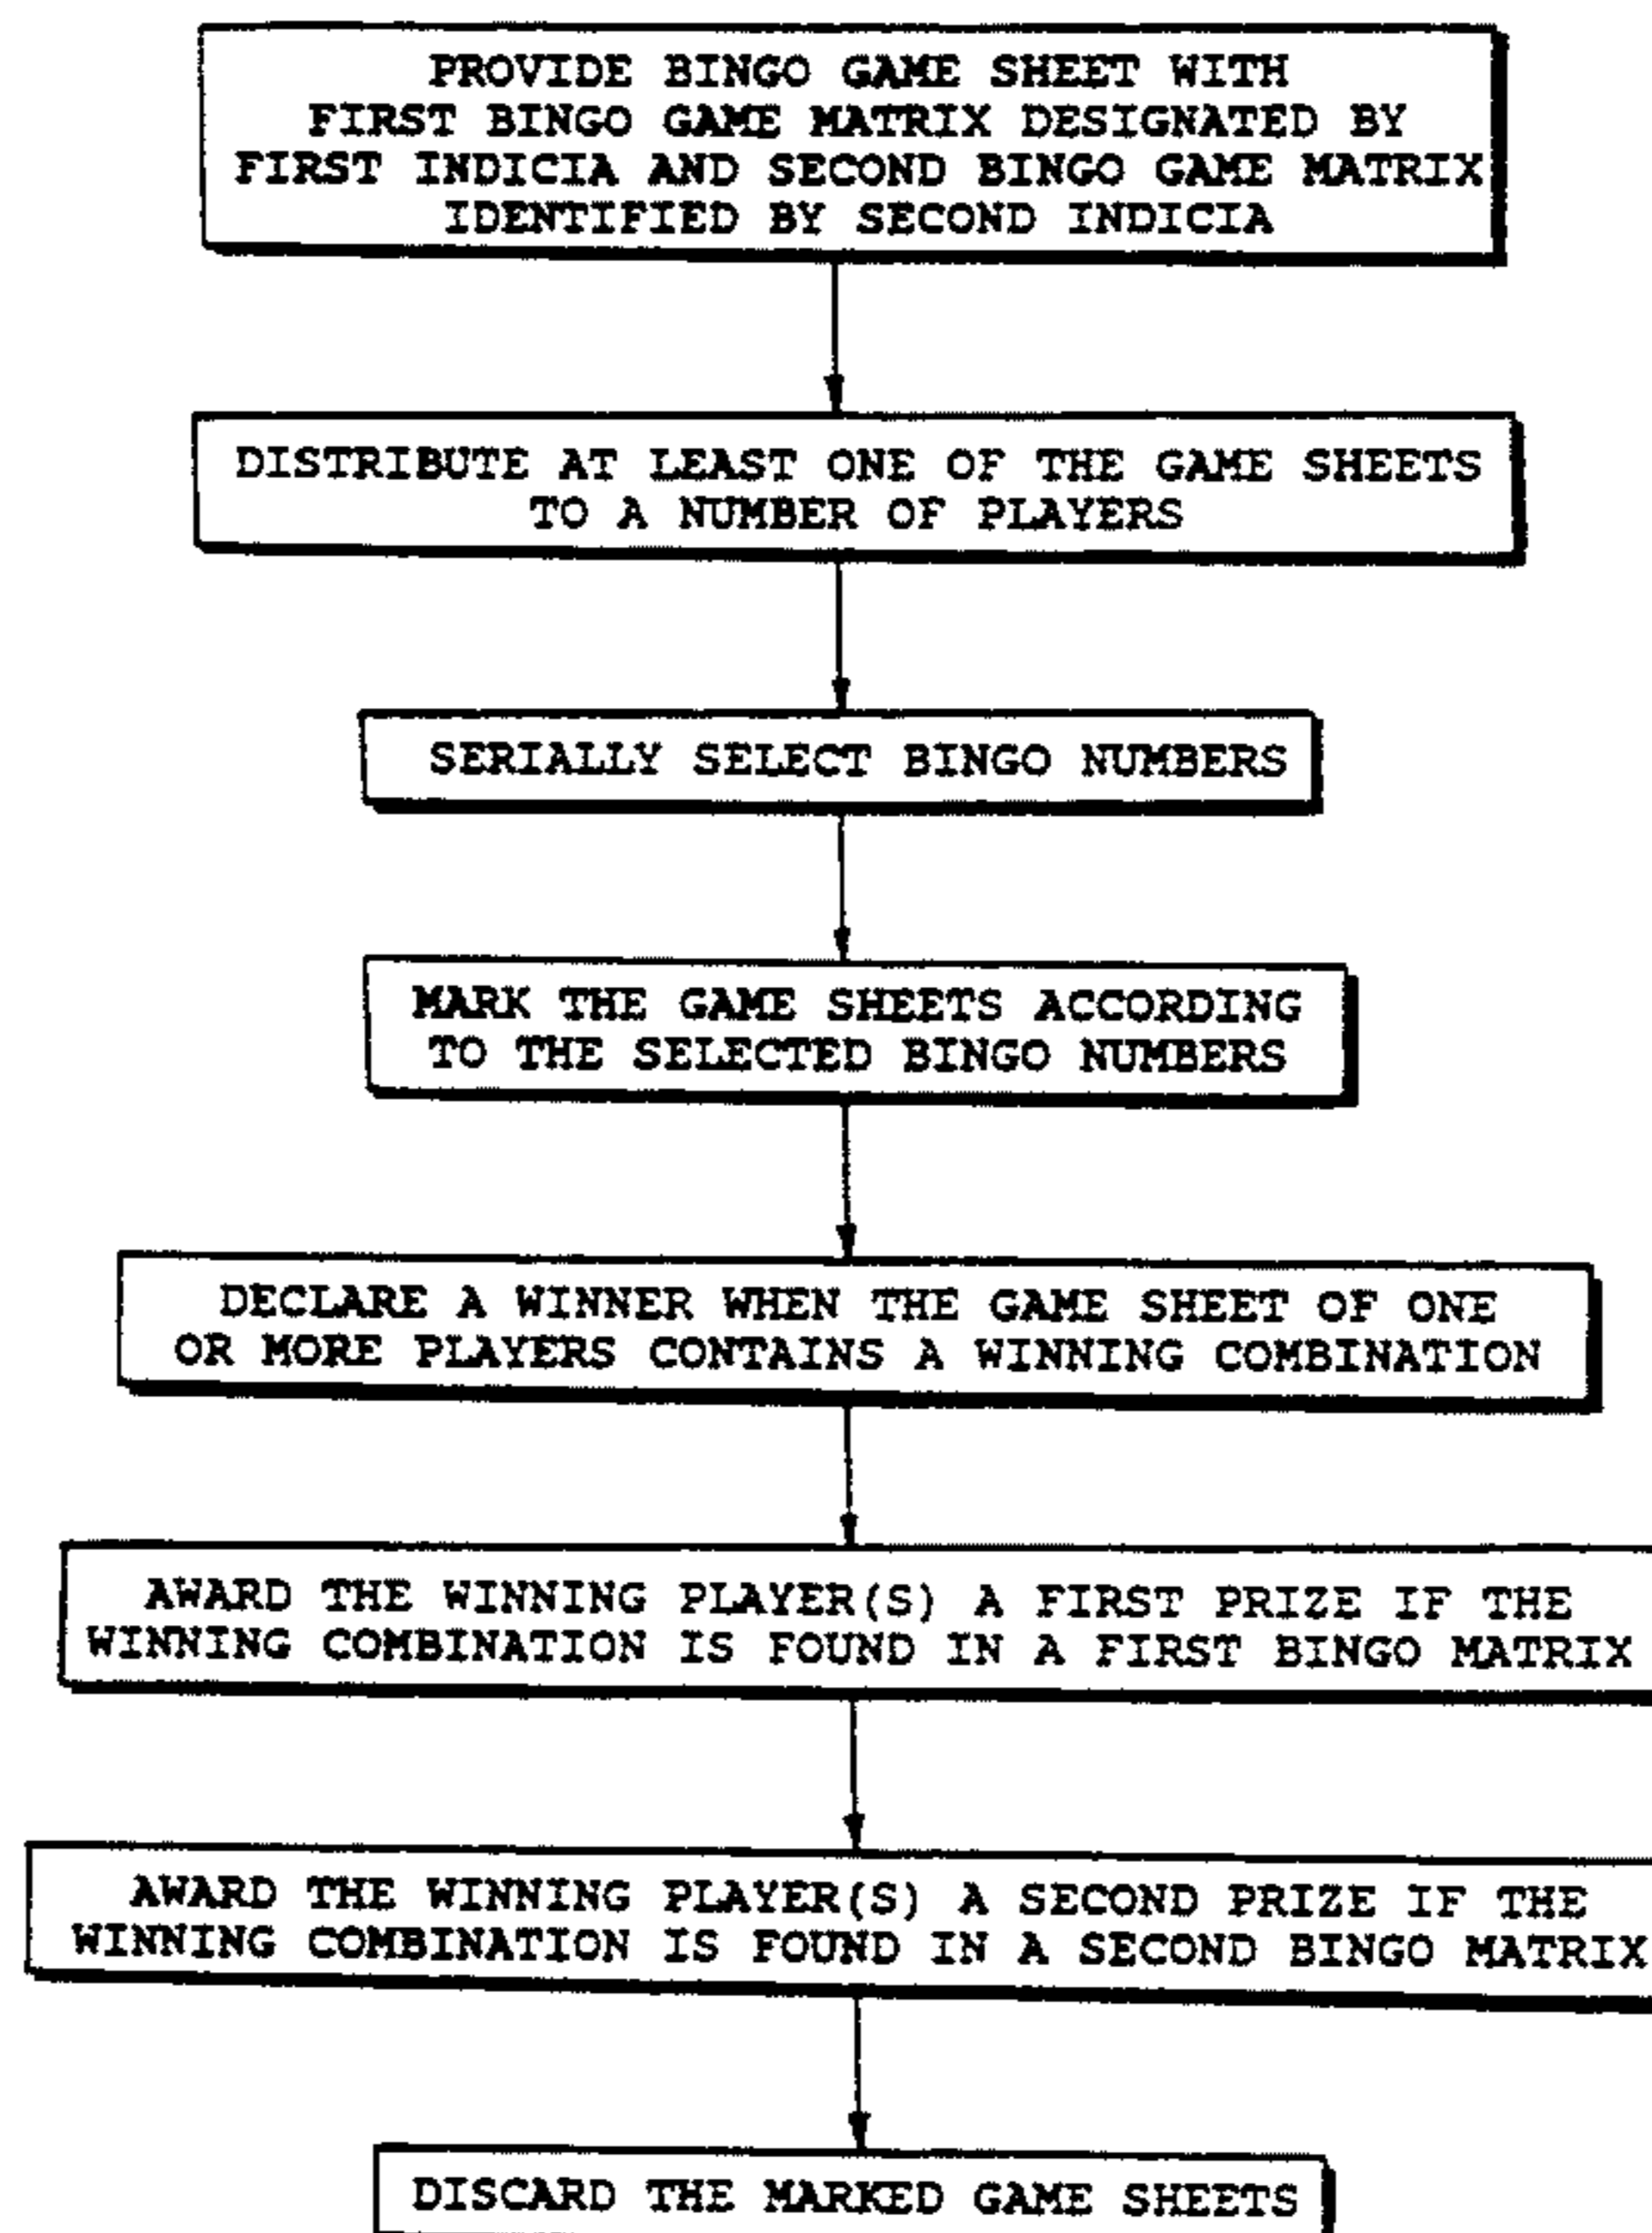 PROVIDE BINGO GAME SHEET WITH
FIRST BINGO GAME MATRIX DESIGNATED BY
FIRST INDICIA AND SECOND BINGO GAME MATRIX
IDENTIFIED BY SECOND INDICIA
DISTRIBUTE AT LEAST ONE OF THE GAME SHEETS
TO A NUMBER OF PLAYERS
SERIALLY SELECT BINGO NUMBERS
MARK THE GAME SHEETS ACCORDING
TO THE SELECTED BINGO NUMBERS
DECLARE A WINNER WHEN THE GAME SHEET OF ONE
OR MORE PLAYERS CONTAINS A WINNING COMBINATION
AWARD THE WINNING PLAYER(S) A FIRST PRIZE IF THE
WINNING COMBINATION IS FOUND IN A FIRST BINGO MATRIX
AWARD THE WINNING PLAYER(S) A SECOND PRIZE IF THE
WINNING COMBINATION IS FOUND IN A SECOND BINGO MATRIX
DISCARD THE MARKED GAME SHEETS